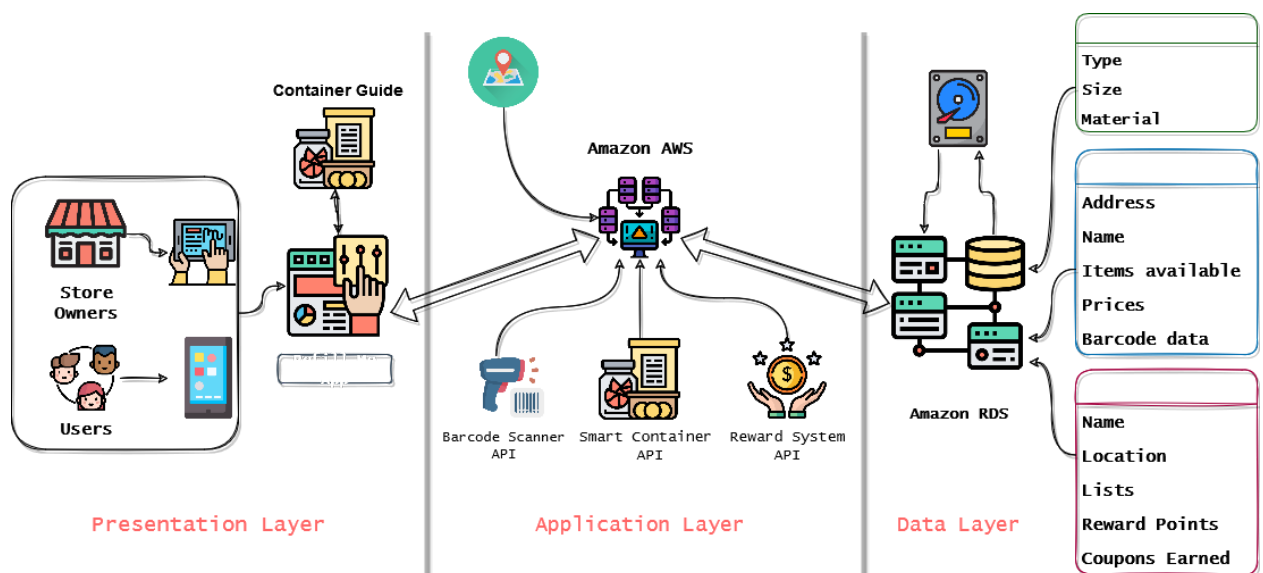 Container Guide
Store
Owners
Users
App
Presentation Layer
Amazon AWS
Barcode Scanner
API
Smart Container
API
Reward System
API
Application Layer
Amazon RDS
Data Layer
Type
Size
Material
Address
Name
Items available
Prices
Barcode data
Name
Location
Lists
Reward Points
Coupons Earned